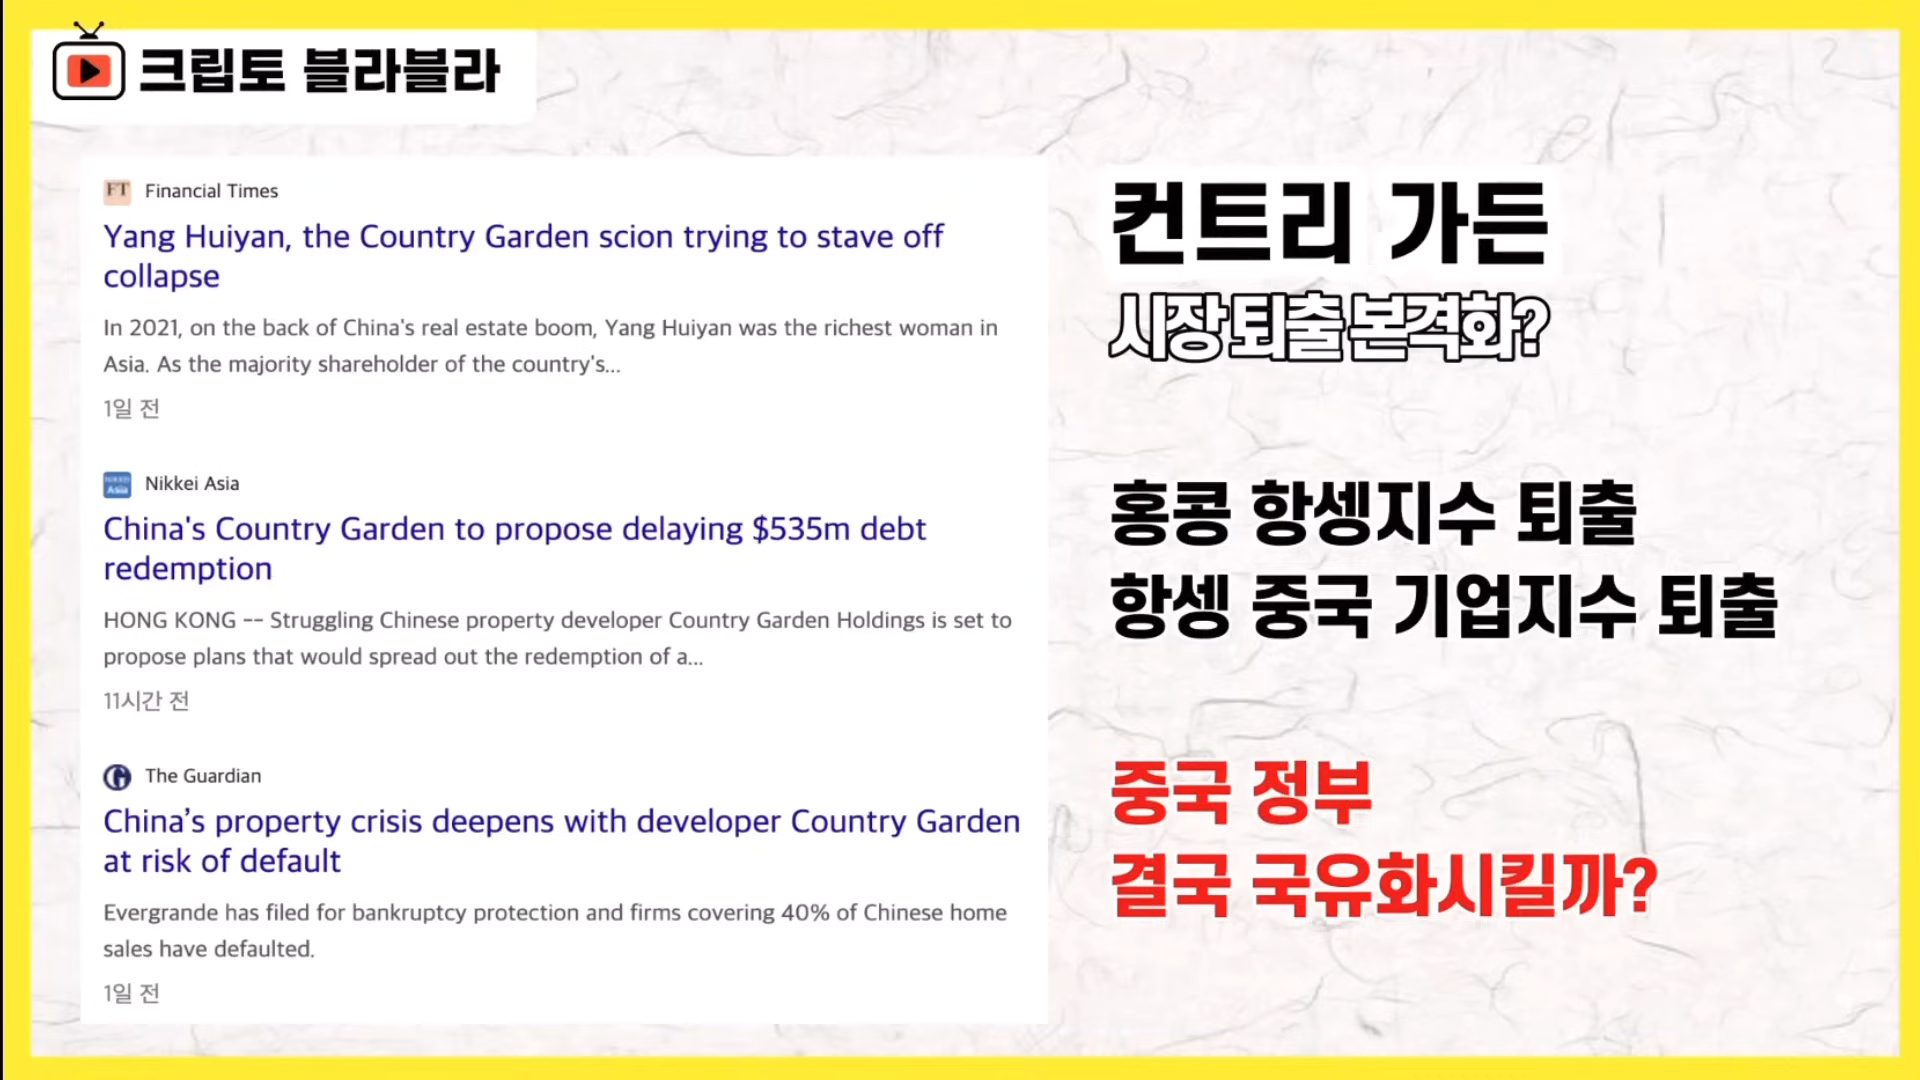 크립토 블라블라
Financial Times
Yang Huiyan, the Country Garden scion trying to stave off
collapse
In 2021, on the back of China's real estate boom, Yang Huiyan was the richest woman in
Asia. As the majority shareholder of the country's...
1일 전
Nikkei Asia
China's Country Garden to propose delaying $535m debt
redemption
HONG KONG -- Struggling Chinese property developer Country Garden Holdings is set to
propose plans that would spread out the redemption of a...
11시간 전
The Guardian
China’s property crisis deepens with developer Country Garden
at risk of default
Evergrande has filed for bankruptcy protection and firms covering 40% of Chinese home
sales have defaulted.
1일 전
컨트리 가든
시장 퇴출 본격화?
홍콩 항셍지수 퇴출
항셍 중국 기업지수 퇴출
중국 정부
결국 국유화시킬까?